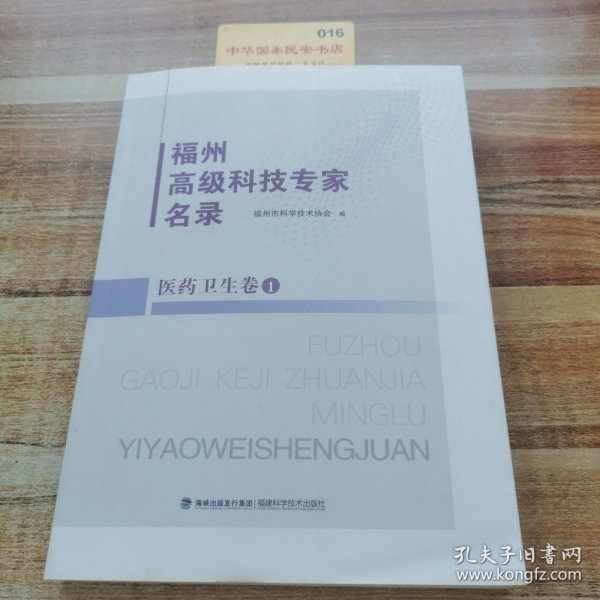 016
中华国泰民安书店
福州
高级科技专家
名录
福州市科学技术协会 编
医药卫生卷1
FUZHOU
GAOJI KEJI ZHUANJIA
MINGLU
YIYAOWEISHENGJUAN
海峡出版发行集团 福建科学技术出版社
孔夫子旧书网
www.kongfz.com